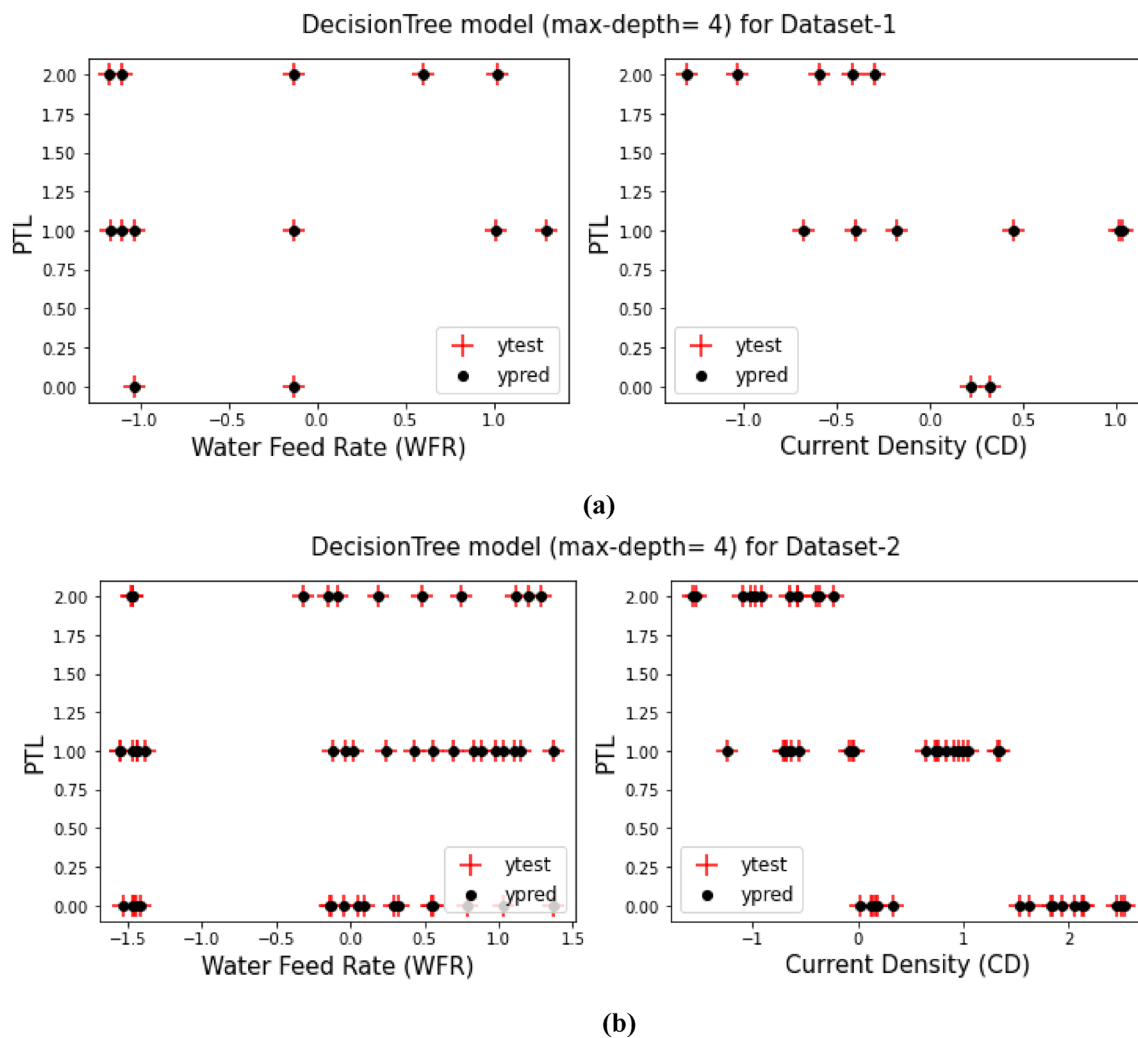 DecisionTree model (max-depth= 4) for Dataset-1
2.00
1.75
1.50
1.25
1.00
0.75
0.50
0.25
0.00
PTL
ytest
ypred
−1.0
−0.5
0.0
0.5
1.0
Water Feed Rate (WFR)
2.00
1.75
1.50
1.25
1.00
0.75
0.50
0.25
0.00
PTL
ytest
ypred
−1.0
−0.5
0.0
0.5
1.0
Current Density (CD)
(a)
DecisionTree model (max-depth= 4) for Dataset-2
2.00
1.75
1.50
1.25
1.00
0.75
0.50
0.25
0.00
PTL
ytest
ypred
−1.5
−1.0
−0.5
0.0
0.5
1.0
1.5
Water Feed Rate (WFR)
2.00
1.75
1.50
1.25
1.00
0.75
0.50
0.25
0.00
PTL
ytest
ypred
−1
0
1
2
Current Density (CD)
(b)